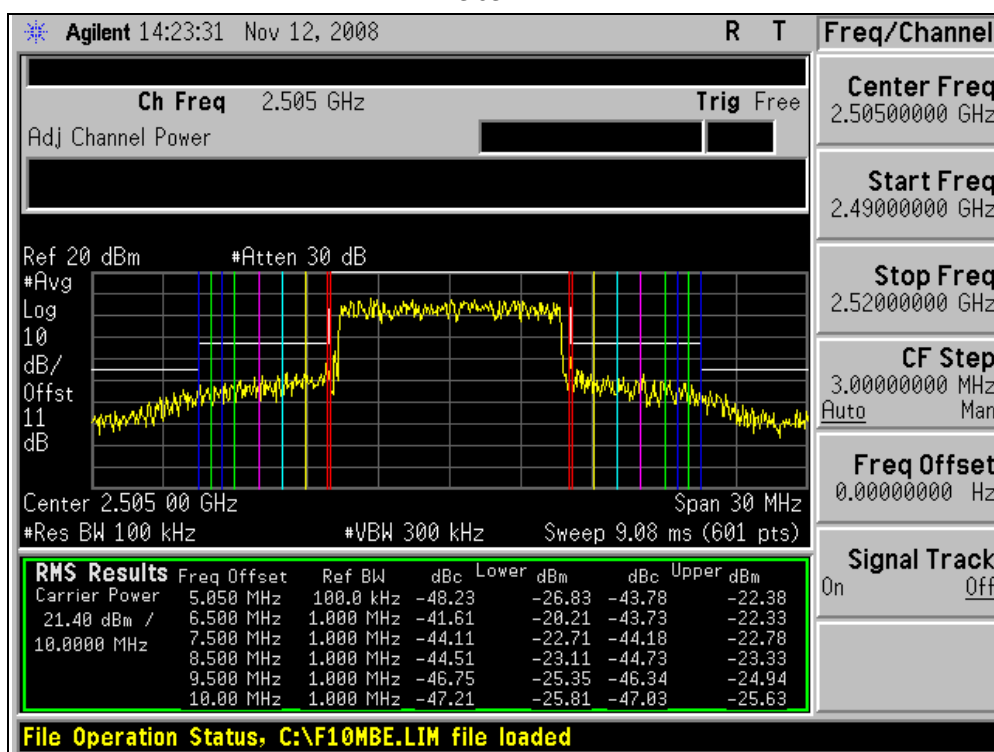 Agilent 14:23:31 Nov 12, 2008 R T
Freq/Channel
Ch Freq 2.505 GHz Trig Free
Adj Channel Power
Center Freq
2.50500000 GHz
Start Freq
2.49000000 GHz
Stop Freq
2.52000000 GHz
CF Step
3.00000000 MHz
Auto Man
Freq Offset
0.00000000 Hz
Signal Track
On Off
Ref 20 dBm #Atten 30 dB
#Avg
Log
10
dB/
Offst
11
dB
Center 2.505 00 GHz Span 30 MHz
#Res BW 100 kHz #VBW 300 kHz Sweep 9.08 ms (601 pts)
RMS Results Freq Offset Ref BW dBc Lower dBm dBc Upper dBm
Carrier Power 5.050 MHz 100.0 kHz -48.23 -26.83 -43.78 -22.38
21.40 dBm / 6.500 MHz 1.000 MHz -41.61 -20.21 -43.73 -22.33
10.0000 MHz 7.500 MHz 1.000 MHz -44.11 -22.71 -44.18 -22.78
8.500 MHz 1.000 MHz -44.51 -23.11 -44.73 -23.33
9.500 MHz 1.000 MHz -46.75 -25.35 -46.34 -24.94
10.00 MHz 1.000 MHz -47.21 -25.81 -47.03 -25.63
File Operation Status, C:\F10MBE.LIM file loaded